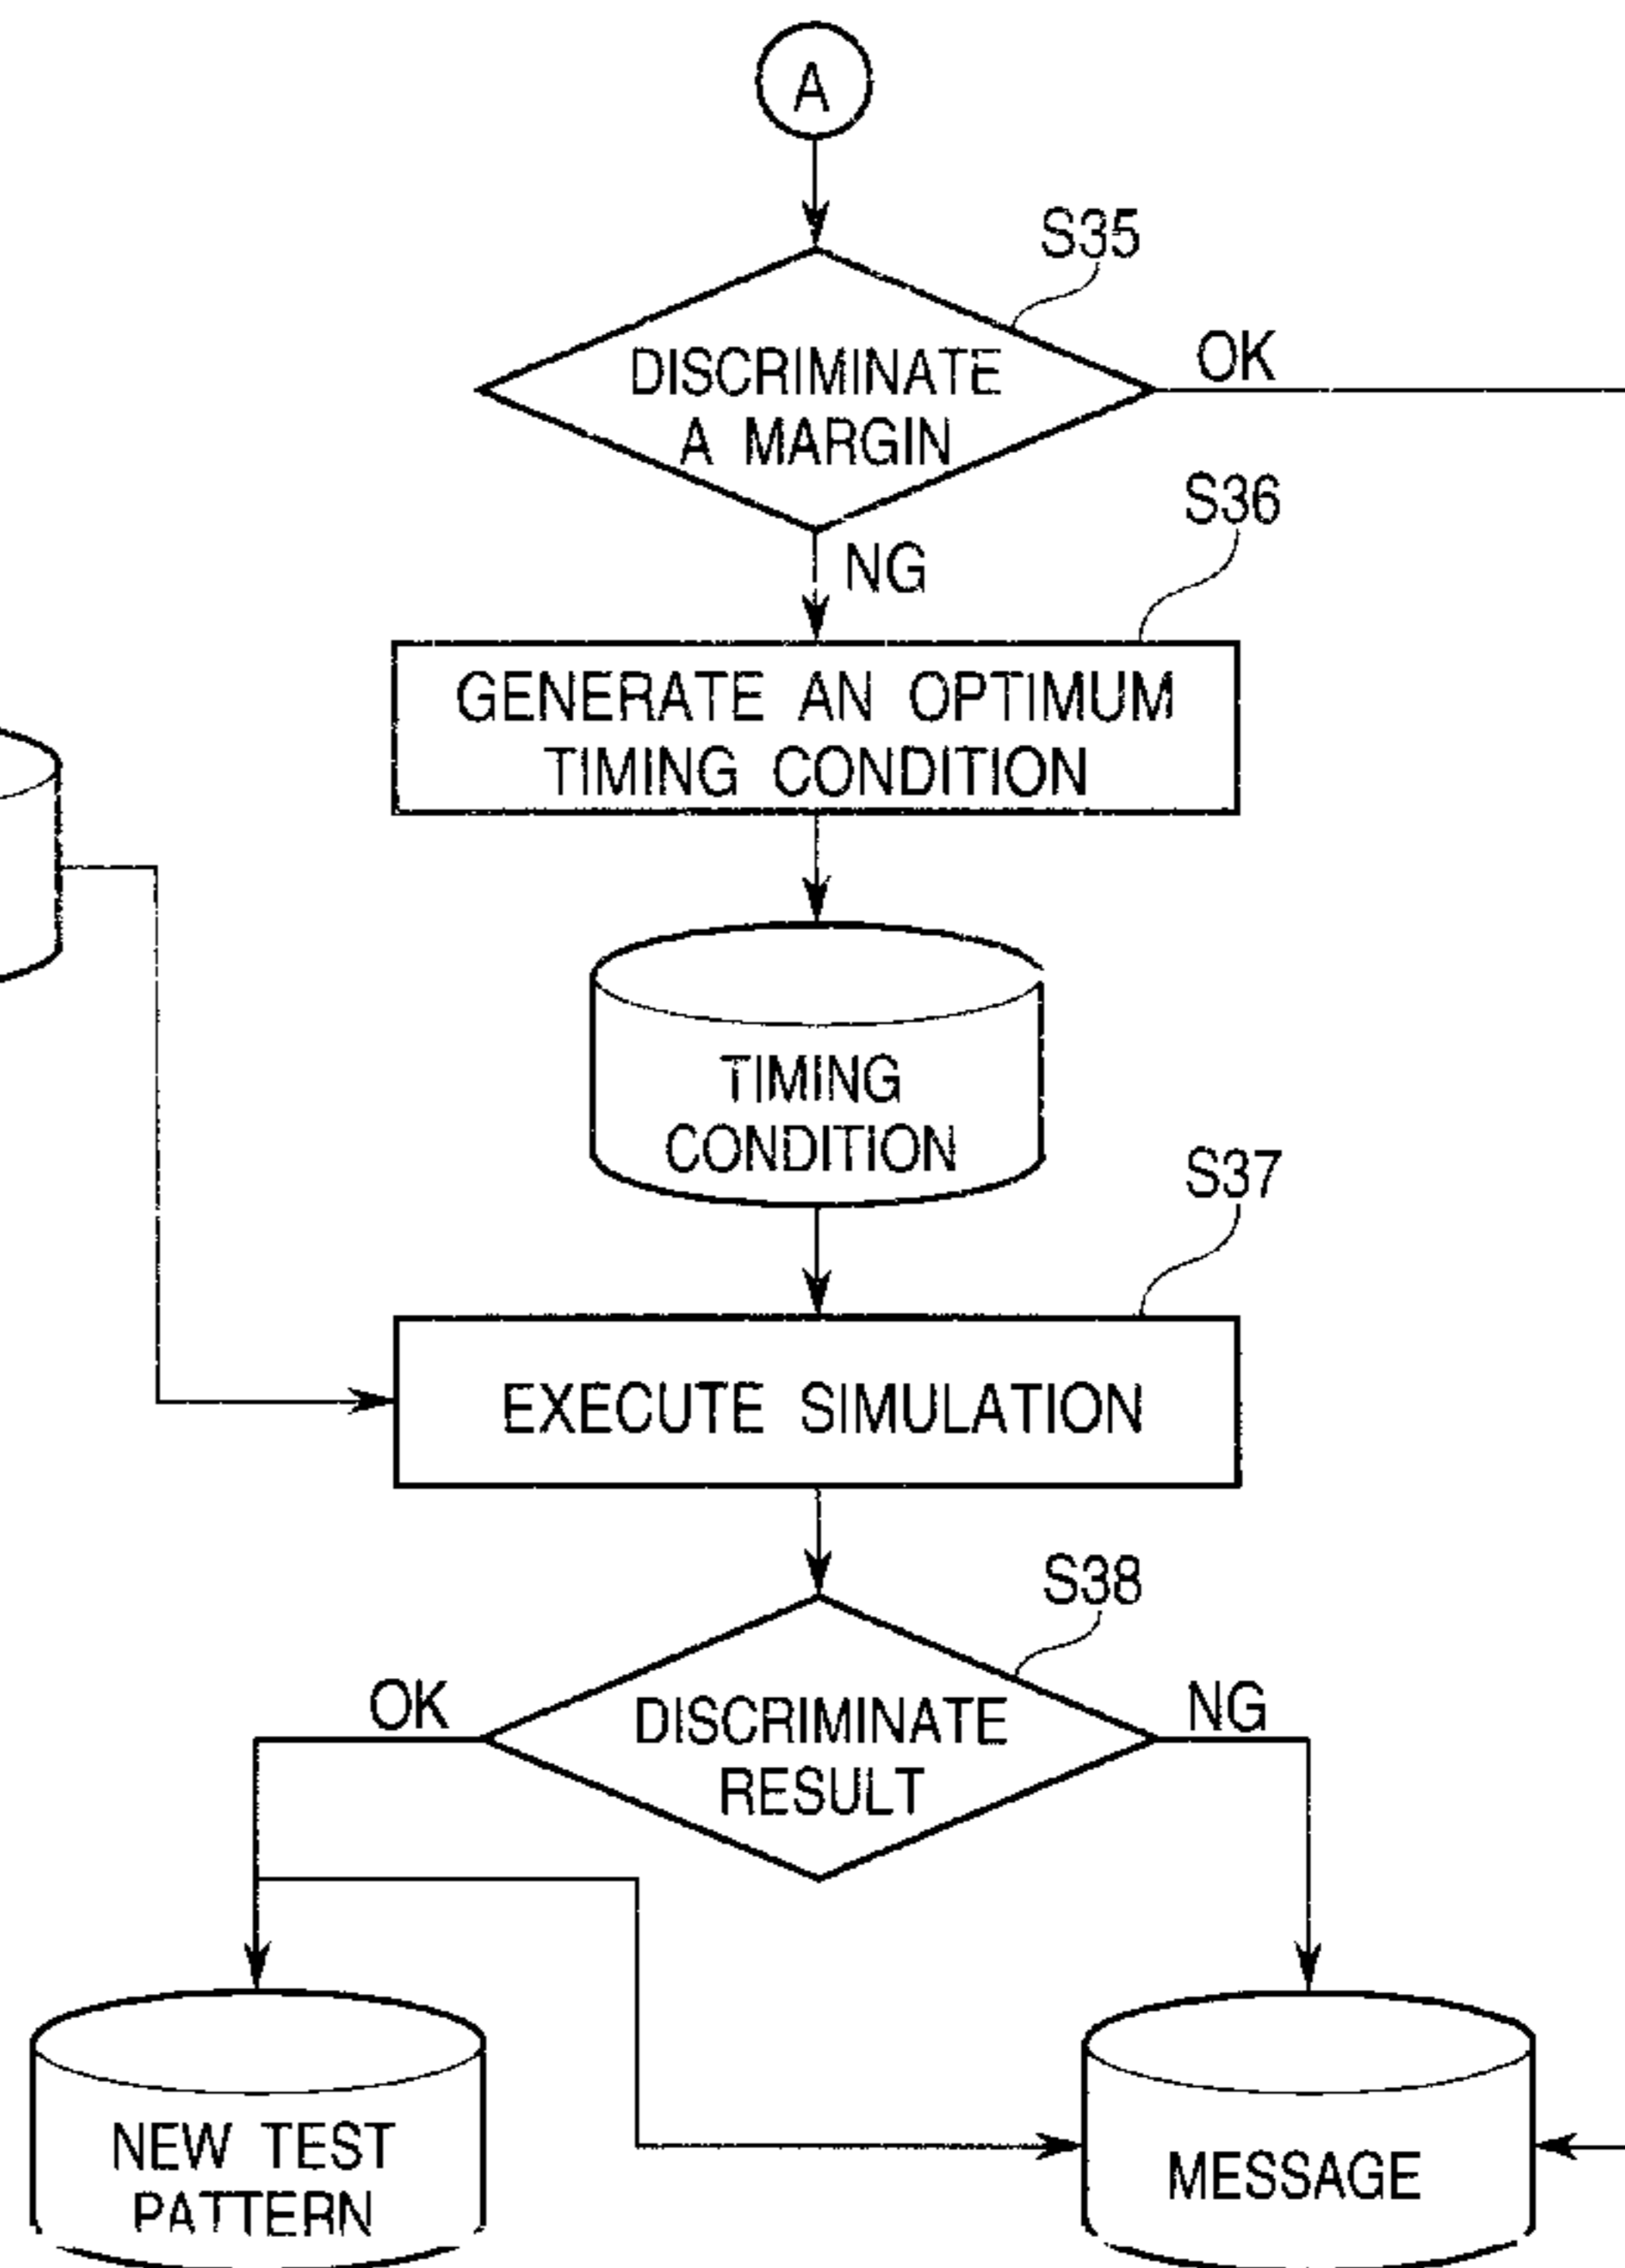 A
S35
DISCRIMINATE
A MARGIN
OK
S36
NG
GENERATE AN OPTIMUM
TIMING CONDITION
TIMING
CONDITION
S37
EXECUTE SIMULATION
S38
OK
DISCRIMINATE
RESULT
NG
NEW TEST
PATTERN
MESSAGE